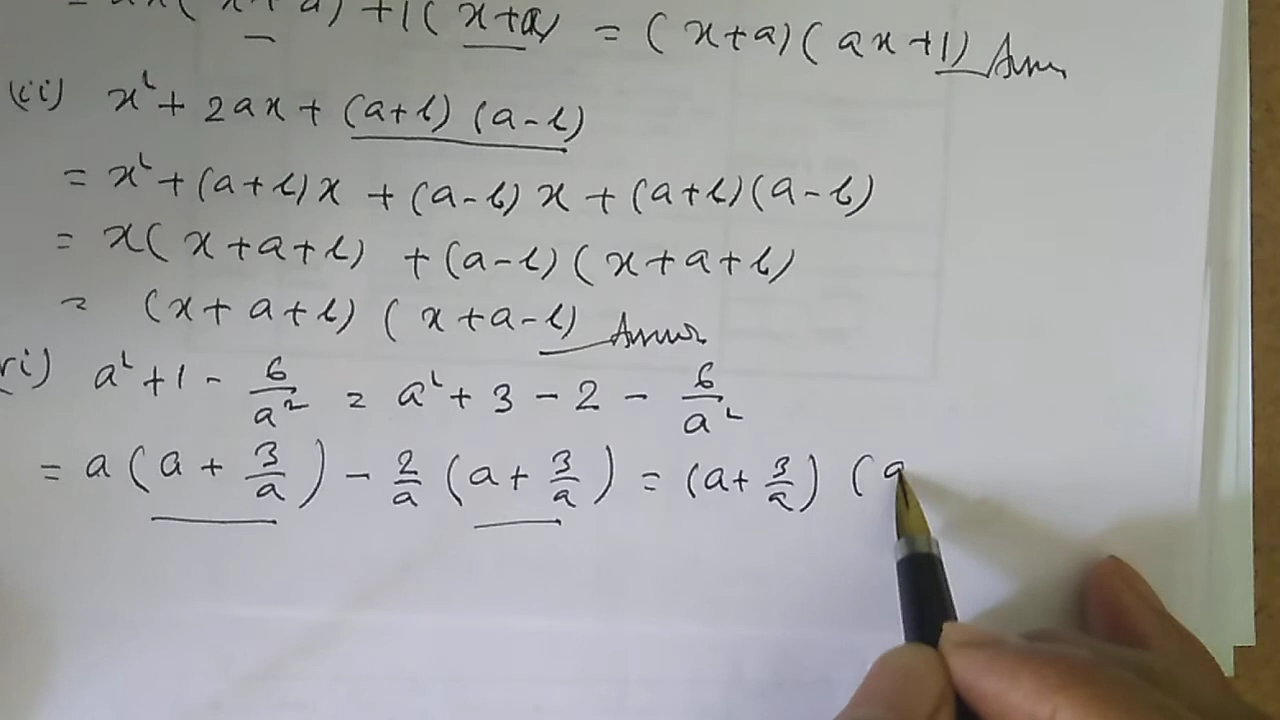 = ax(x+a) +1(x+a) = (x+a)(ax+1) Ans
(ii) x² + 2ax + (a+b) (a-b)
= x² + (a+b)x + (a-b)x + (a+b)(a-b)
= x(x+a+b) + (a-b)(x+a+b)
= (x+a+b) (x+a-b) Answer
vi) a² + 1 - 6/a² = a² + 3 - 2 - 6/a²
= a(a + 3/a) - 2/a (a + 3/a) = (a + 3/a) (a